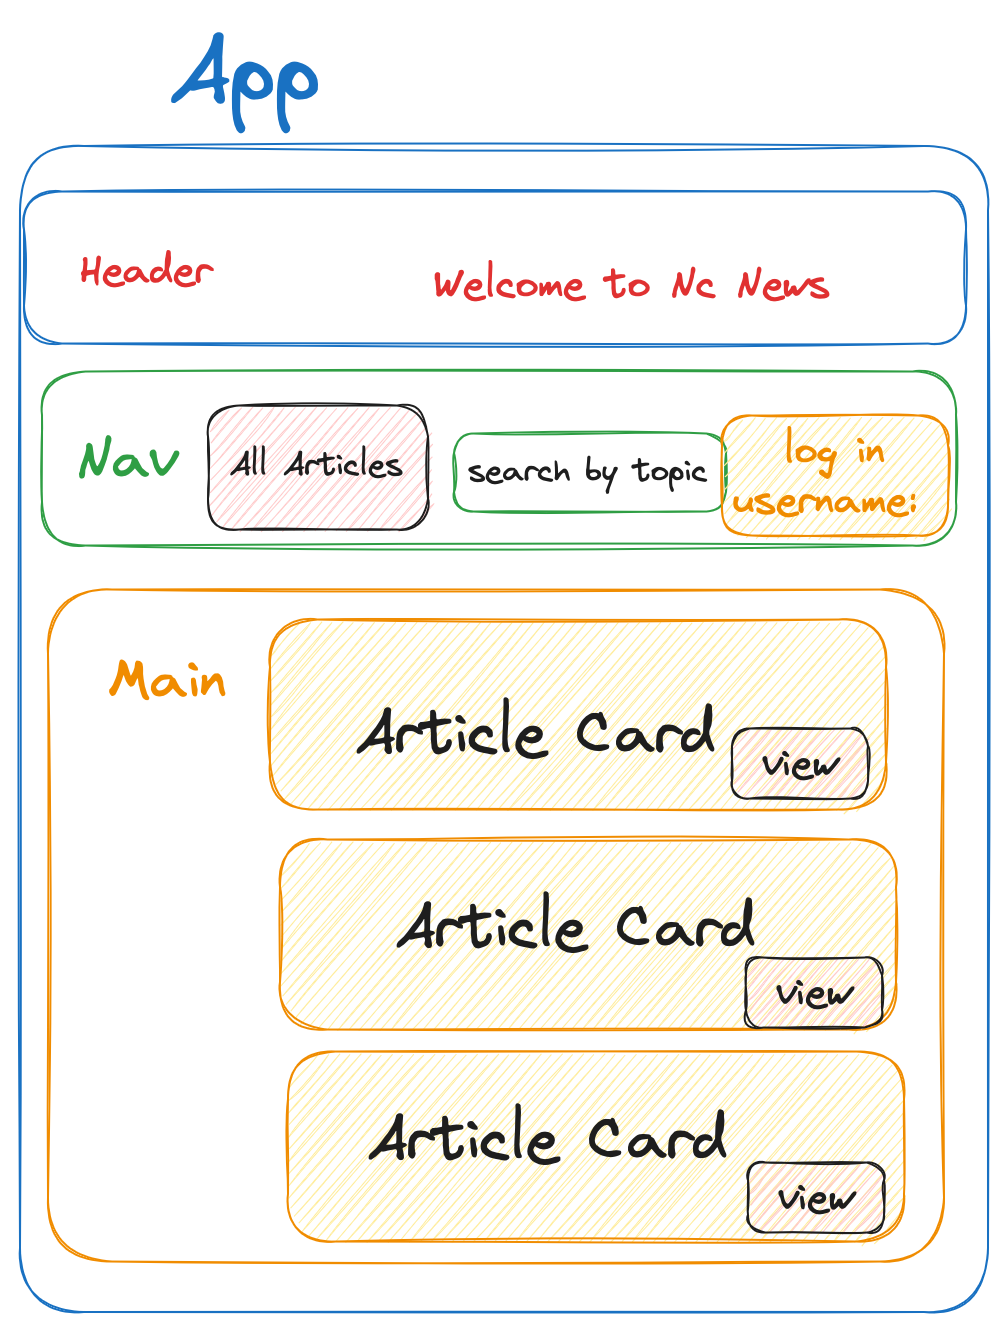 App
Header
Welcome to Nc News
Nav
All Articles
search by topic
log in
username:
Main
Article Card
view
Article Card
view
Article Card
view